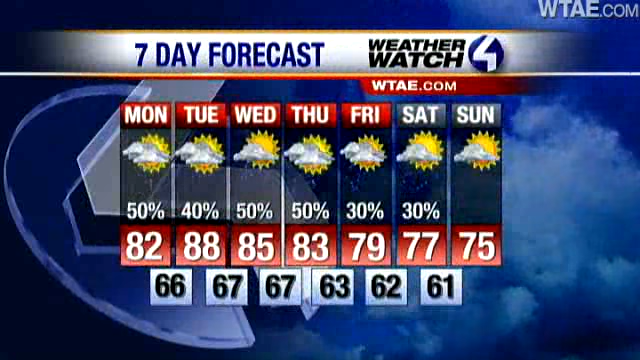 WTAE.COM
7 DAY FORECAST
WEATHER WATCH 4
WTAE.COM
MON TUE WED THU FRI SAT SUN
50% 40% 50% 50% 30% 30%
82 88 85 83 79 77 75
66 67 67 63 62 61